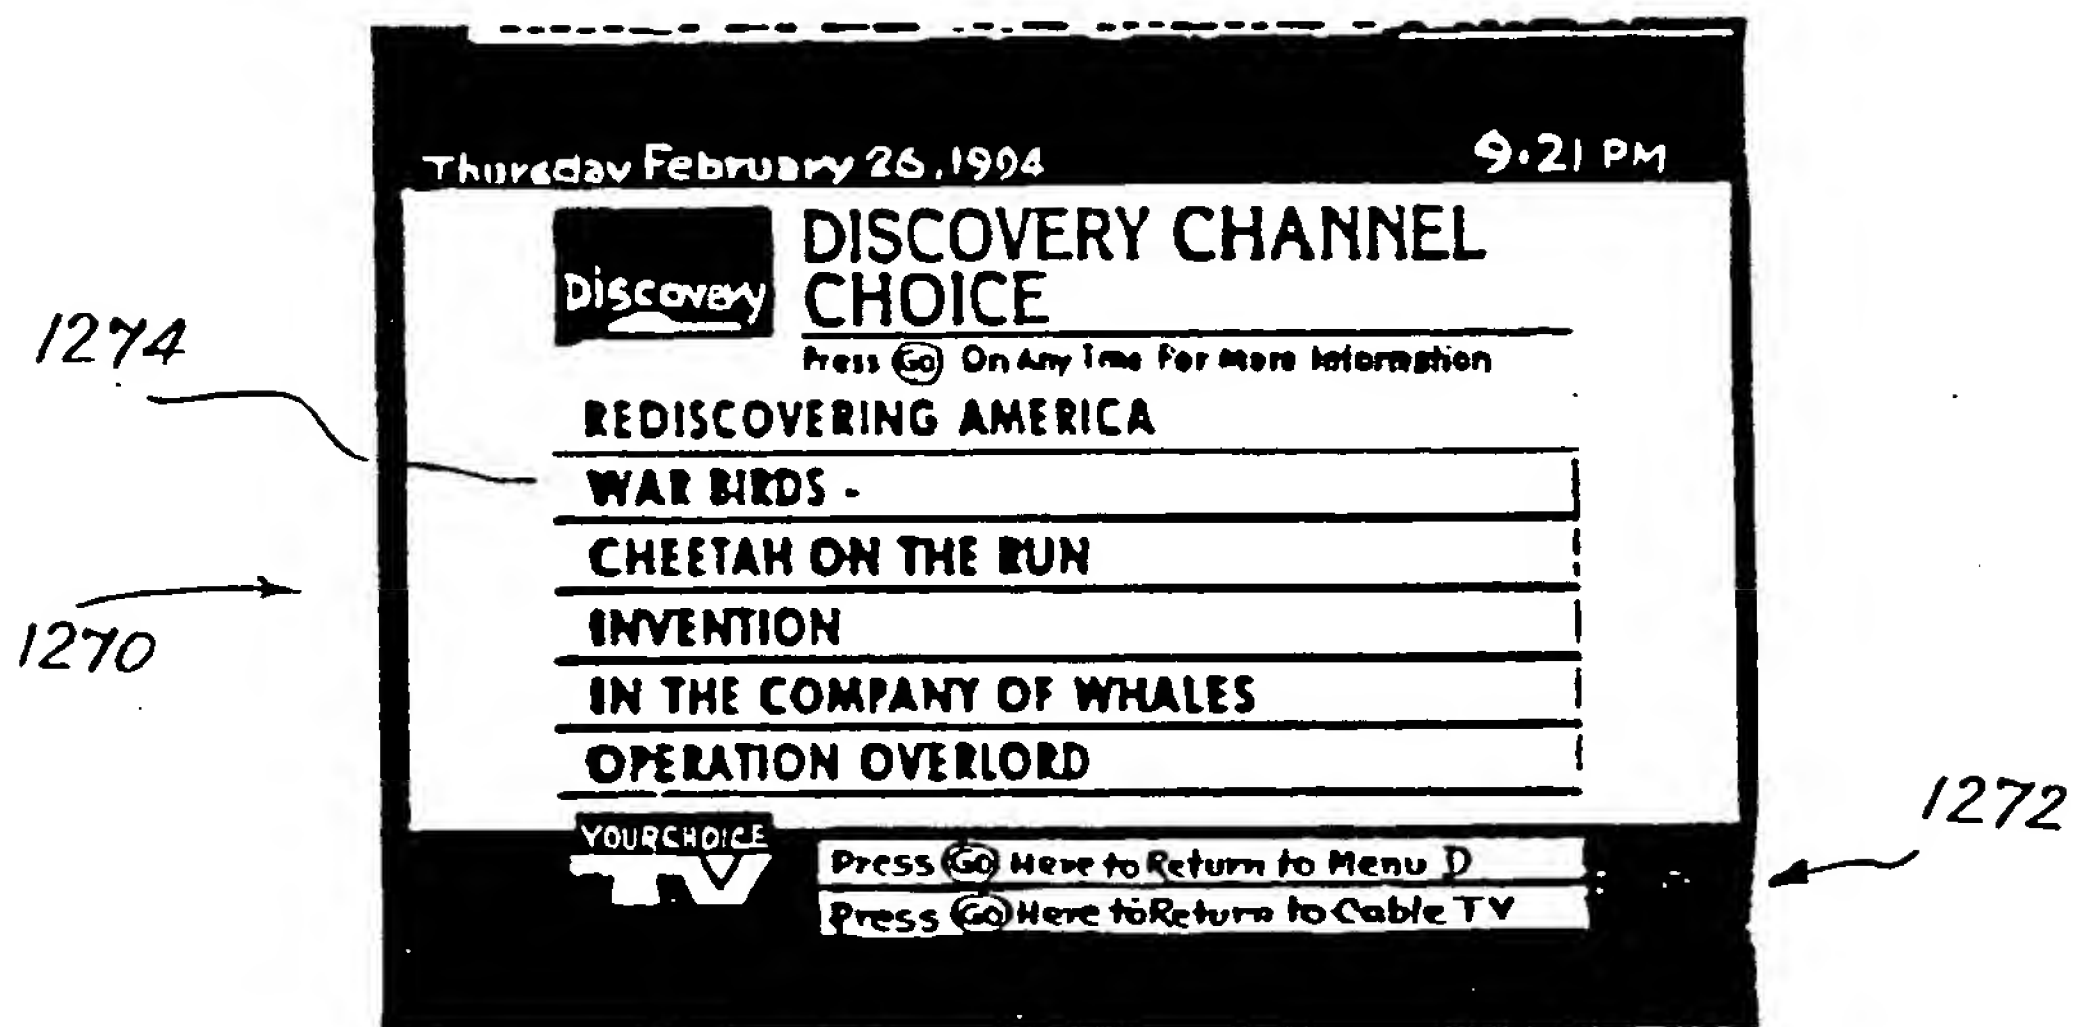 Thursday February 26, 1994
9:21 PM
Discovery
DISCOVERY CHANNEL
CHOICE
Press Go On Any Time For More Information
1274
REDISCOVERING AMERICA
WAR BIRDS -
CHEETAH ON THE RUN
INVENTION
1270
IN THE COMPANY OF WHALES
OPERATION OVERLORD
1272
YOUR CHOICE
TV
Press Go Here to Return to Menu D
Press Go Here to Return to Cable TV